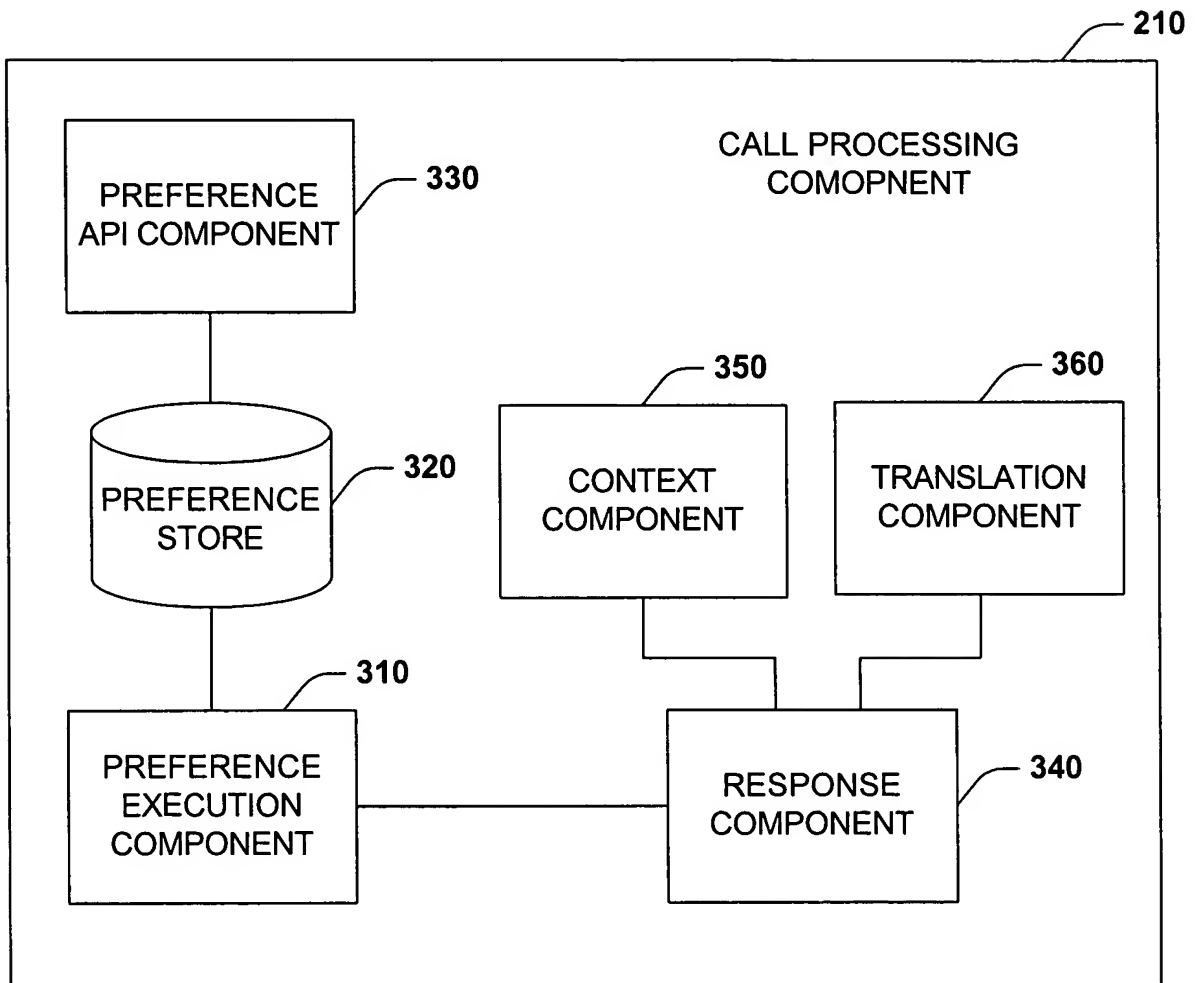 210
CALL PROCESSING
COMOPNENT
PREFERENCE
API COMPONENT
330
PREFERENCE
STORE
320
350
CONTEXT
COMPONENT
360
TRANSLATION
COMPONENT
310
PREFERENCE
EXECUTION
COMPONENT
RESPONSE
COMPONENT
340